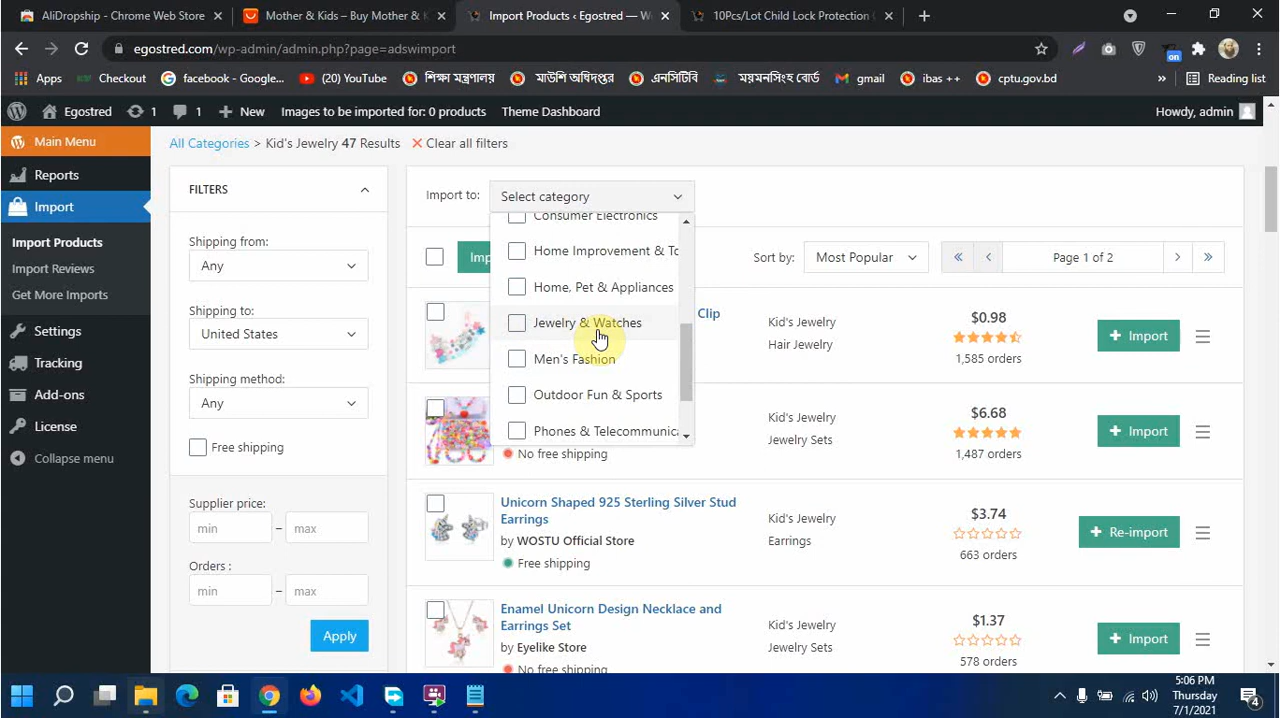 AliDropship - Chrome Web Store
Mother & Kids – Buy Mother &
Import Products ‹ Egostred — W
10Pcs/Lot Child Lock Protection
egostred.com/wp-admin/admin.php?page=adswimport
Apps
Checkout
facebook - Google...
(20) YouTube
শিক্ষা মন্ত্রণালয়
মাউশি অধিদপ্তর
এনসিটিবি
ময়মনসিংহ বোর্ড
gmail
ibas ++
cptu.gov.bd
»
Reading list
on
Egostred
1
1
New
Images to be imported for: 0 products
Theme Dashboard
Howdy, admin
Main Menu
Reports
Import
Import Products
Import Reviews
Get More Imports
Settings
Tracking
Add-ons
License
Collapse menu
All Categories > Kid's Jewelry 47 Results
Clear all filters
FILTERS
Shipping from:
Any
Shipping to:
United States
Shipping method:
Any
Free shipping
Supplier price:
min – max
Orders :
min – max
Apply
Import to:
Select category
Consumer Electronics
Home Improvement & To
Home, Pet & Appliances
Jewelry & Watches
Men's Fashion
Outdoor Fun & Sports
Phones & Telecommunica
Imp
Sort by:
Most Popular
«
‹
Page 1 of 2
›
»
Clip
Kid's Jewelry
Hair Jewelry
$0.98
1,585 orders
+ Import
No free shipping
Kid's Jewelry
Jewelry Sets
$6.68
1,487 orders
+ Import
Unicorn Shaped 925 Sterling Silver Stud
Earrings
by WOSTU Official Store
Free shipping
Kid's Jewelry
Earrings
$3.74
663 orders
+ Re-import
Enamel Unicorn Design Necklace and
Earrings Set
by Eyelike Store
No free shipping
Kid's Jewelry
Jewelry Sets
$1.37
578 orders
+ Import
5:06 PM
Thursday
7/1/2021
4